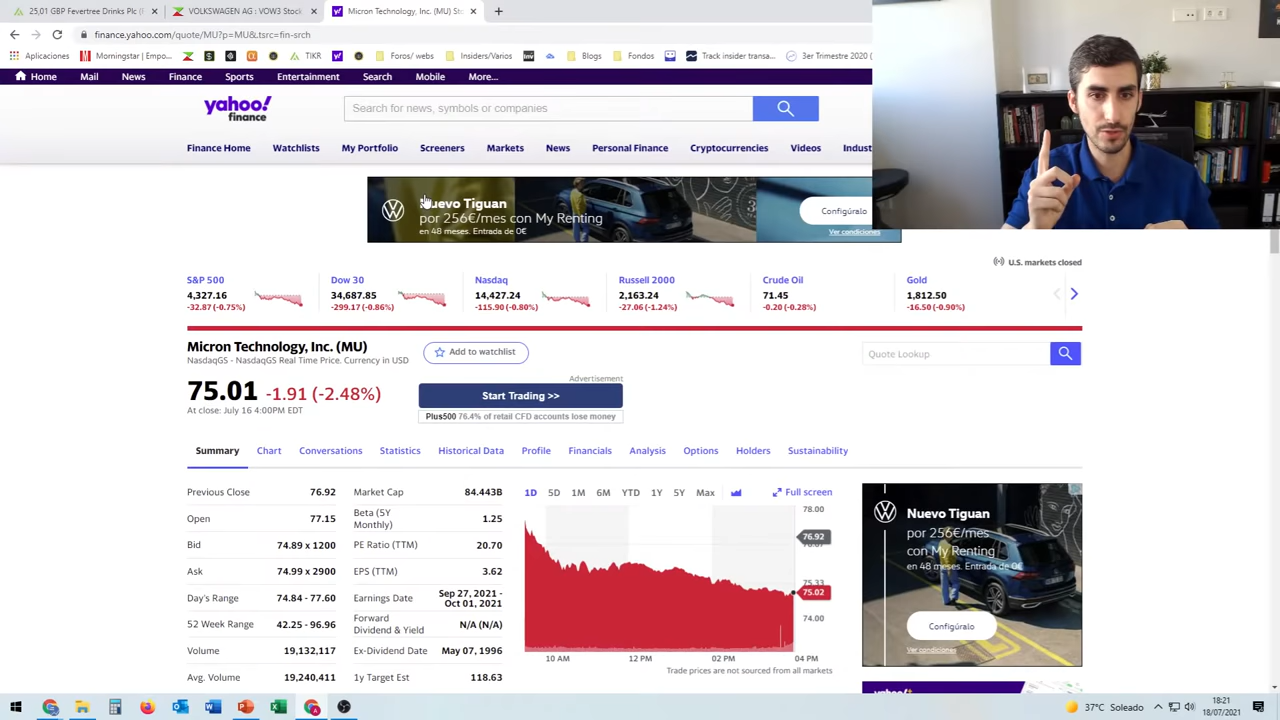 25,01 GBP Fevertree Drinks Plc (
VOLKSWAGEN AG VOW3 Stock
Micron Technology, Inc. (MU) Sto
finance.yahoo.com/quote/MU?p=MU&.tsrc=fin-srch
Aplicaciones
Morningstar | Empo...
TIKR
Foros/ webs
Insiders/Varios
Blogs
Fondos
Track insider transa...
3er Trimestre 2020 (
Home
Mail
News
Finance
Sports
Entertainment
Search
Mobile
More...
yahoo!
finance
Search for news, symbols or companies
Finance Home
Watchlists
My Portfolio
Screeners
Markets
News
Personal Finance
Cryptocurrencies
Videos
Indust
Nuevo Tiguan
por 256€/mes con My Renting
en 48 meses. Entrada de 0€
Configúralo
Ver condiciones
U.S. markets closed
S&P 500
4,327.16
-32.87 (-0.75%)
Dow 30
34,687.85
-299.17 (-0.86%)
Nasdaq
14,427.24
-115.90 (-0.80%)
Russell 2000
2,163.24
-27.06 (-1.24%)
Crude Oil
71.45
-0.20 (-0.28%)
Gold
1,812.50
-16.50 (-0.90%)
Micron Technology, Inc. (MU)
NasdaqGS - NasdaqGS Real Time Price. Currency in USD
Add to watchlist
Quote Lookup
75.01 -1.91 (-2.48%)
At close: July 16 4:00PM EDT
Advertisement
Start Trading >>
Plus500 76.4% of retail CFD accounts lose money
Summary
Chart
Conversations
Statistics
Historical Data
Profile
Financials
Analysis
Options
Holders
Sustainability
Previous Close 76.92
Open 77.15
Bid 74.89 x 1200
Ask 74.99 x 2900
Day's Range 74.84 - 77.60
52 Week Range 42.25 - 96.96
Volume 19,132,117
Avg. Volume 19,240,411
Market Cap 84.443B
Beta (5Y
Monthly) 1.25
PE Ratio (TTM) 20.70
EPS (TTM) 3.62
Earnings Date Sep 27, 2021 -
Oct 01, 2021
Forward
Dividend & Yield N/A (N/A)
Ex-Dividend Date May 07, 1996
1y Target Est 118.63
1D 5D 1M 6M YTD 1Y 5Y Max
Full screen
78.00
76.92
75.33
75.02
74.00
10 AM
12 PM
02 PM
04 PM
Trade prices are not sourced from all markets
Nuevo Tiguan
por 256€/mes
con My Renting
en 48 meses. Entrada de 0€
Configúralo
Ver condiciones
37°C Soleado
18:21
18/07/2021